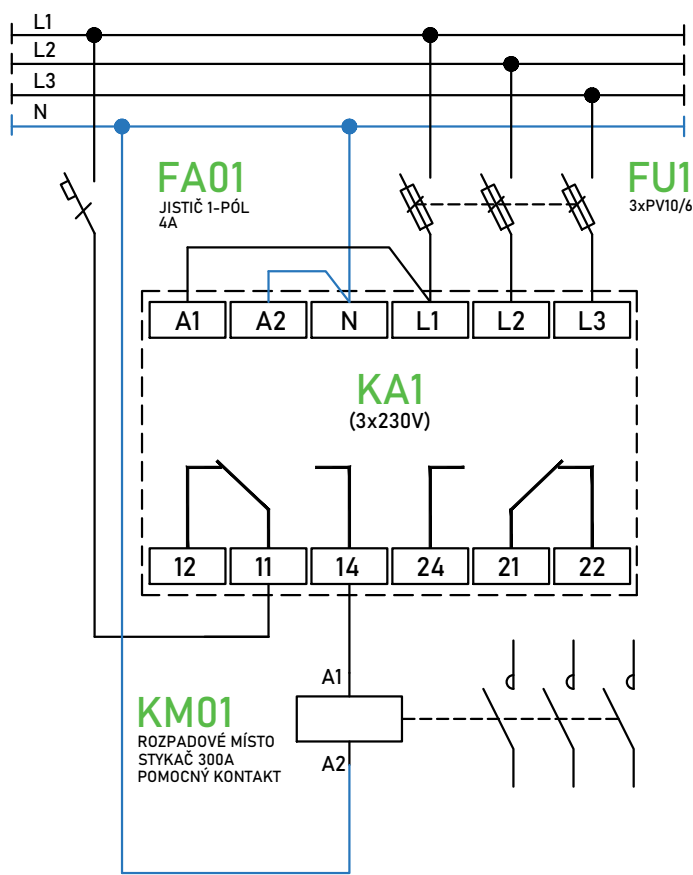 L1
L2
L3
N
FA01
JISTIČ 1-PÓL
4A
FU1
3xPV10/6
A1 A2 N L1 L2 L3
KA1
(3x230V)
12 11 14 24 21 22
A1
KM01
ROZPADOVÉ MÍSTO
STYKAČ 300A
POMOCNÝ KONTAKT
A2